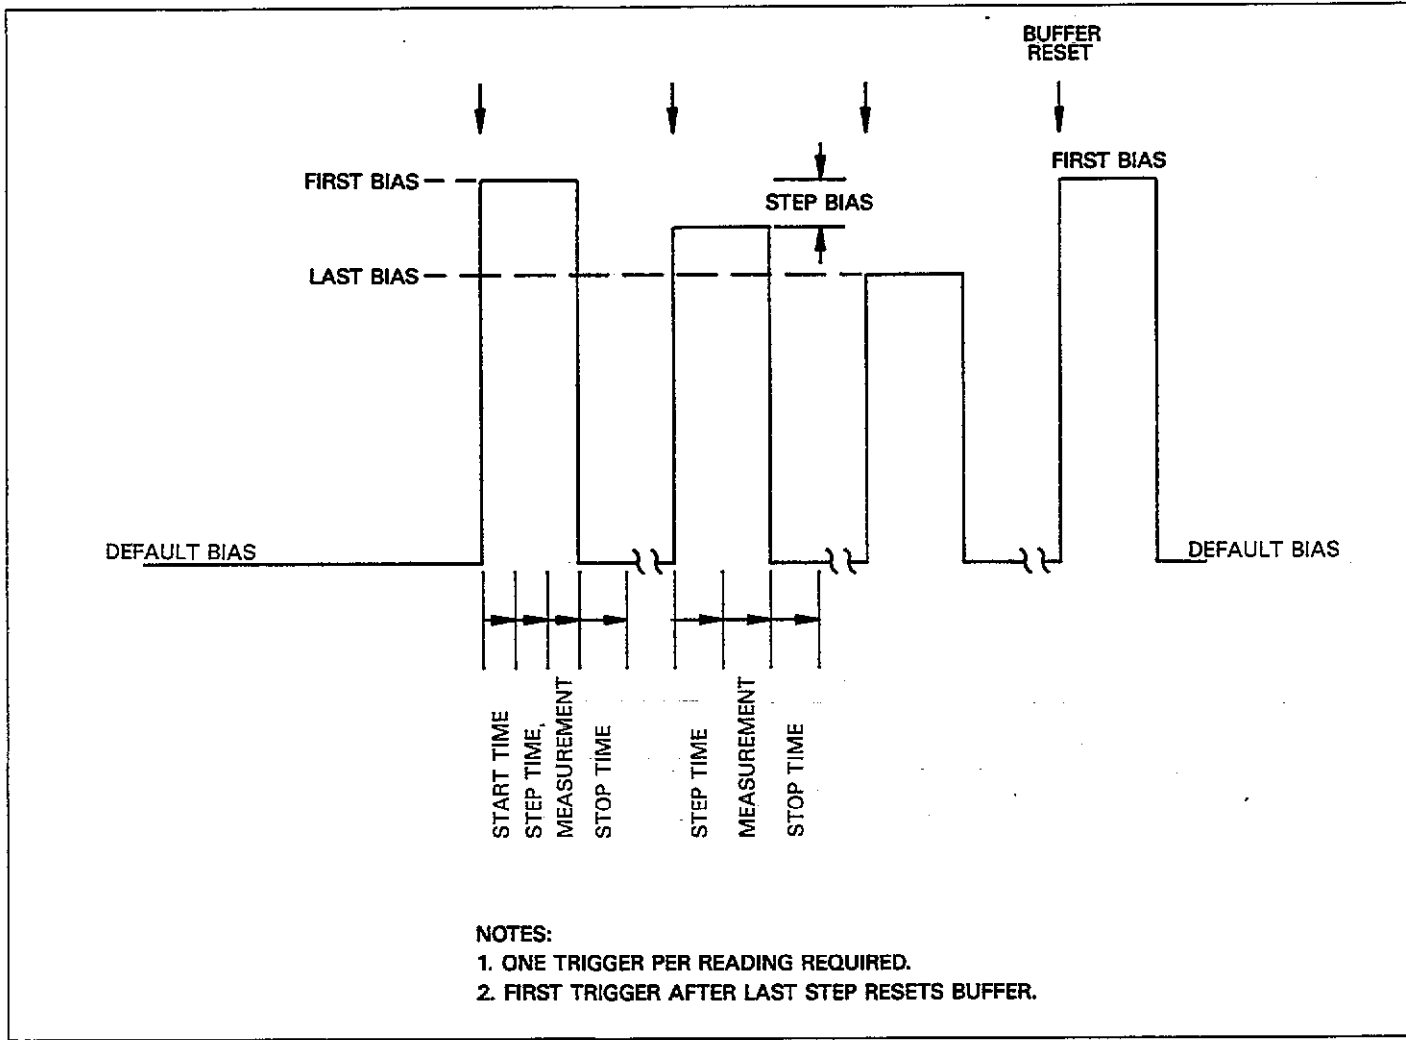 BUFFER
RESET
FIRST BIAS
FIRST BIAS
STEP BIAS
LAST BIAS
DEFAULT BIAS
DEFAULT BIAS
START TIME
STEP TIME,
MEASUREMENT
STOP TIME
STEP TIME
MEASUREMENT
STOP TIME
NOTES:
1. ONE TRIGGER PER READING REQUIRED.
2. FIRST TRIGGER AFTER LAST STEP RESETS BUFFER.